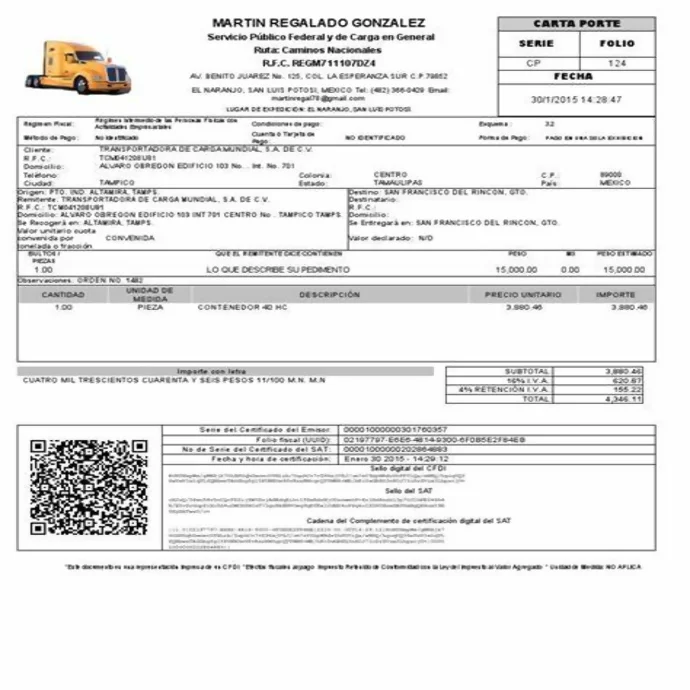 MARTIN REGALADO GONZALEZ
Servicio Público Federal y de Carga en General
Ruta: Caminos Nacionales
R.F.C. REGM711107DZ4
AV. BENITO JUAREZ No. 125, COL. LA ESPERANZA SUR C.P 79852
EL NARANJO, SAN LUIS POTOSI, MEXICO Tel: (482) 366-0429 Email:
martinregal78@gmail.com
LUGAR DE EXPEDICIÓN: EL NARANJO, SAN LUIS POTOSI.
CARTA PORTE
SERIE FOLIO
CP 124
FECHA
30/1/2015 14:28:47
Régimen Fiscal: Régimen Intermedio de las Personas Físicas con Actividades Empresariales Condiciones de pago: Esquema: 3.2
Método de Pago: No Identificado Cuenta o Tarjeta de Pago: NO IDENTIFICADO Forma de Pago: PAGO EN UNA SOLA EXHIBICION
Cliente: TRANSPORTADORA DE CARGA MUNDIAL, S.A. DE C.V.
R.F.C.: TCM041208U81
Domicilio: ALVARO OBREGON EDIFICIO 103 No. . Int. No. 701
Teléfono: Colonia: CENTRO C.P.: 89000
Ciudad: TAMPICO Estado: TAMAULIPAS País: MEXICO
Origen: PTO. IND. ALTAMIRA, TAMPS.
Remitente: TRANSPORTADORA DE CARGA MUNDIAL, S.A. DE C.V.
R.F.C.: TCM041208U81
Domicilio: ALVARO OBREGON EDIFICIO 103 INT 701 CENTRO No . TAMPICO TAMPS.
Se Recogerá en: ALTAMIRA, TAMPS.
Valor unitario cuota
convenida por CONVENIDA
tonelada o fracción
Destino: SAN FRANCISCO DEL RINCON, GTO.
Destinatario:
R.F.C.:
Domicilio:
Se Entregará en: SAN FRANCISCO DEL RINCON, GTO.
Valor declarado: N/D
BULTOS / PIEZAS QUE EL REMITENTE DICE CONTIENEN PESO M3 PESO ESTIMADO
1.00 LO QUE DESCRIBE SU PEDIMENTO 15,000.00 0.00 15,000.00
Observaciones: ORDEN NO. 1482
CANTIDAD UNIDAD DE MEDIDA DESCRIPCIÓN PRECIO UNITARIO IMPORTE
1.00 PIEZA CONTENEDOR 40 HC 3,880.46 3,880.46
Importe con letra
CUATRO MIL TRESCIENTOS CUARENTA Y SEIS PESOS 11/100 M.N. M.N
SUBTOTAL 3,880.46
16% I.V.A. 620.87
4% RETENCIÓN I.V.A. 155.22
TOTAL 4,346.11
Serie del Certificado del Emisor: 00001000000301760357
Folio fiscal (UUID): 02197797-E6E6-4814-9300-6F0B5E2F84EB
No de Serie del Certificado del SAT: 00001000000202864883
Fecha y hora de certificación: Enero 30 2015 - 14:29:12
Sello digital del CFDI
Sello del SAT
Cadena del Complemento de certificación digital del SAT
*Este documento es una representación impresa de un CFDI *Efectos fiscales al pago *Impuesto Retenido de Conformidad con la Ley del Impuesto al Valor Agregado * Unidad de Medida: NO APLICA